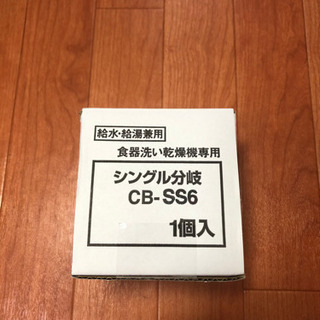 給水・給湯兼用
食器洗い乾燥機専用
シングル分岐
CB-SS6
1個入